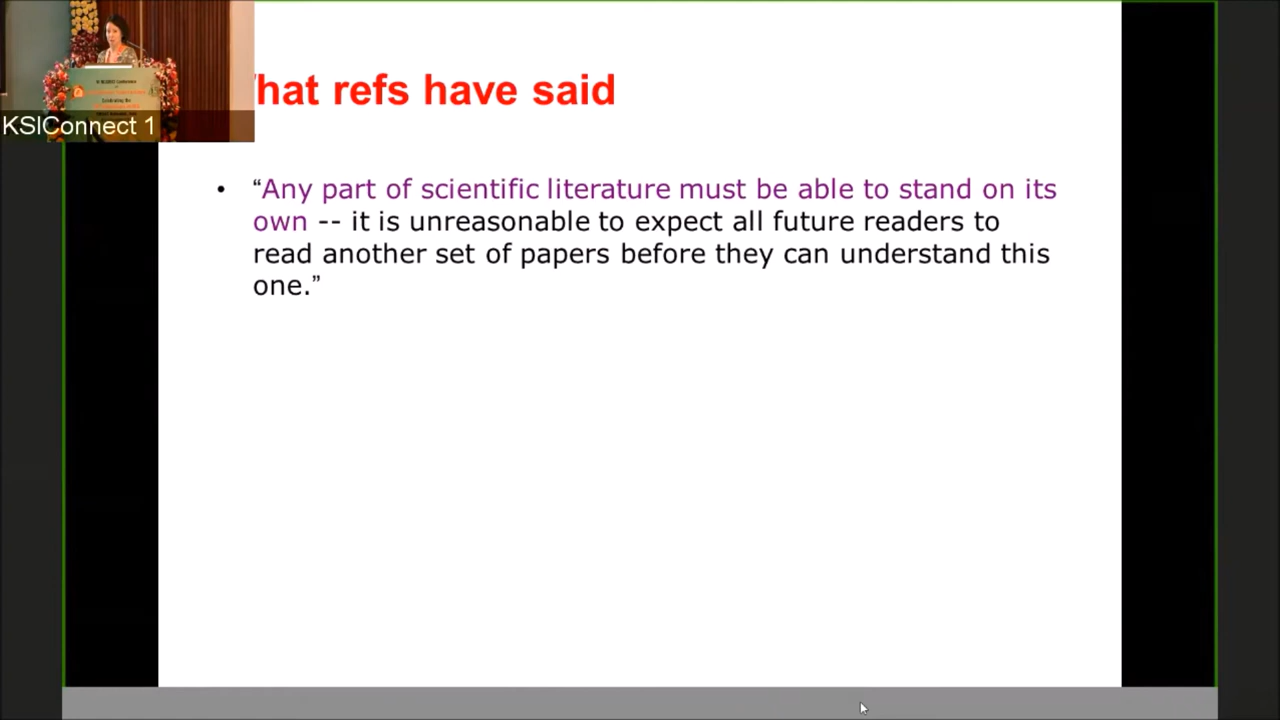 hat refs have said
KSIConnect 1
• “Any part of scientific literature must be able to stand on its
own -- it is unreasonable to expect all future readers to
read another set of papers before they can understand this
one.”